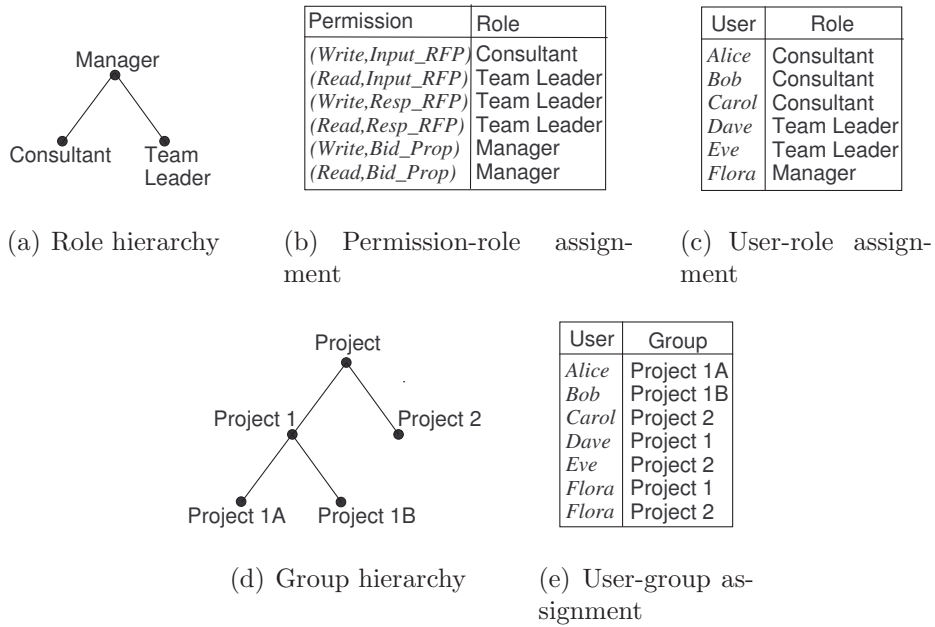 Manager
Consultant
Team
Leader
(a) Role hierarchy
Permission Role
(Write,Input_RFP) Consultant
(Read,Input_RFP) Team Leader
(Write,Resp_RFP) Team Leader
(Read,Resp_RFP) Team Leader
(Write,Bid_Prop) Manager
(Read,Bid_Prop) Manager
(b) Permission-role assign-
ment
User Role
Alice Consultant
Bob Consultant
Carol Consultant
Dave Team Leader
Eve Team Leader
Flora Manager
(c) User-role assign-
ment
Project
Project 1
Project 2
Project 1A
Project 1B
(d) Group hierarchy
User Group
Alice Project 1A
Bob Project 1B
Carol Project 2
Dave Project 1
Eve Project 2
Flora Project 1
Flora Project 2
(e) User-group as-
signment